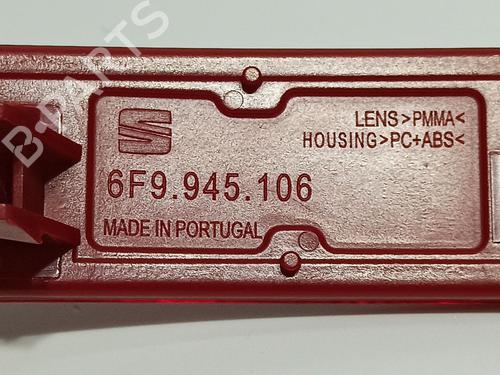 B-PARTS
LENS>PMMA<
HOUSING>PC+ABS<
6F9.945.106
MADE IN PORTUGAL